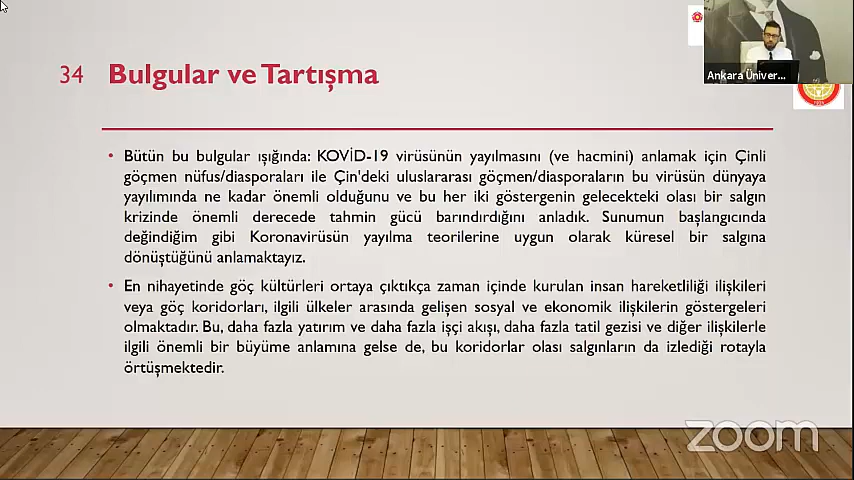 34 Bulgular ve Tartışma
• Bütün bu bulgular ışığında: KOVİD-19 virüsünün yayılmasını (ve hacmini) anlamak için Çinli
göçmen nüfus/diasporaları ile Çin'deki uluslararası göçmen/diasporaların bu virüsün dünyaya
yayılımında ne kadar önemli olduğunu ve bu her iki göstergenin gelecekteki olası bir salgın
krizinde önemli derecede tahmin gücü barındırdığını anladık. Sunumun başlangıcında
değindiğim gibi Koronavirüsün yayılma teorilerine uygun olarak küresel bir salgına
dönüştüğünü anlamaktayız.
• En nihayetinde göç kültürleri ortaya çıktıkça zaman içinde kurulan insan hareketliliği ilişkileri
veya göç koridorları, ilgili ülkeler arasında gelişen sosyal ve ekonomik ilişkilerin göstergeleri
olmaktadır. Bu, daha fazla yatırım ve daha fazla işçi akışı, daha fazla tatil gezisi ve diğer ilişkilerle
ilgili önemli bir büyüme anlamına gelse de, bu koridorlar olası salgınların da izlediği rotayla
örtüşmektedir.
Ankara Üniver...
zoom